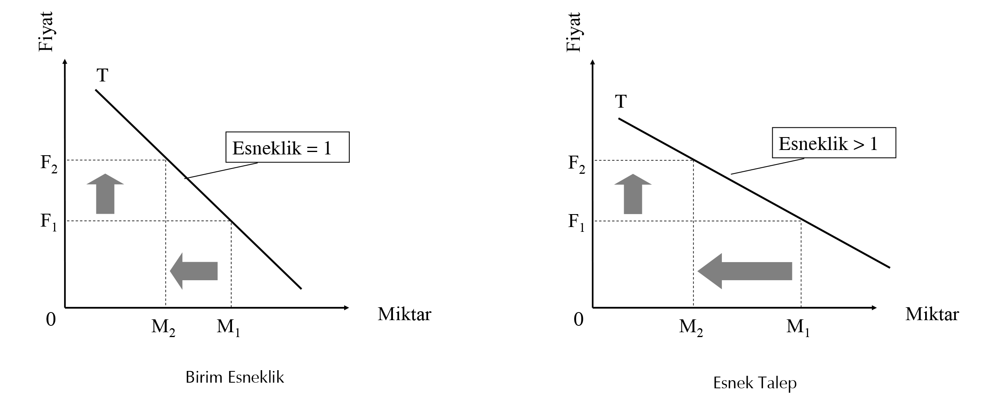 Fiyat
T
Esneklik = 1
F2
F1
0
M2
M1
Miktar
Birim Esneklik
Fiyat
T
Esneklik > 1
F2
F1
0
M2
M1
Miktar
Esnek Talep